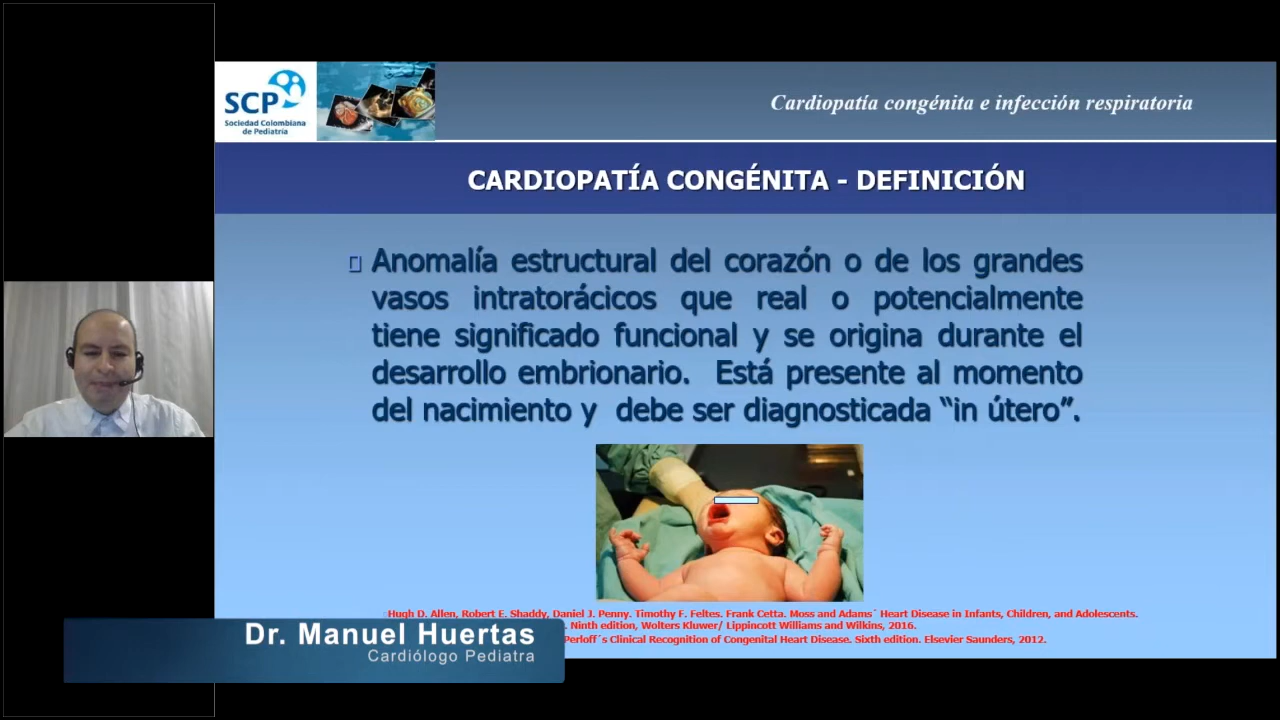 SCP
Sociedad Colombiana
de Pediatría
Cardiopatía congénita e infección respiratoria
CARDIOPATÍA CONGÉNITA - DEFINICIÓN
Anomalía estructural del corazón o de los grandes
vasos intratorácicos que real o potencialmente
tiene significado funcional y se origina durante el
desarrollo embrionario. Está presente al momento
del nacimiento y debe ser diagnosticada “in útero”.
Hugh D. Allen, Robert E. Shaddy, Daniel J. Penny. Timothy F. Feltes. Frank Cetta. Moss and Adams´ Heart Disease in Infants, Children, and Adolescents.
. Ninth edition, Wolters Kluwer/ Lippincott Williams and Wilkins, 2016.
Perloff´s Clinical Recognition of Congenital Heart Disease. Sixth edition. Elsevier Saunders, 2012.
Dr. Manuel Huertas
Cardiólogo Pediatra